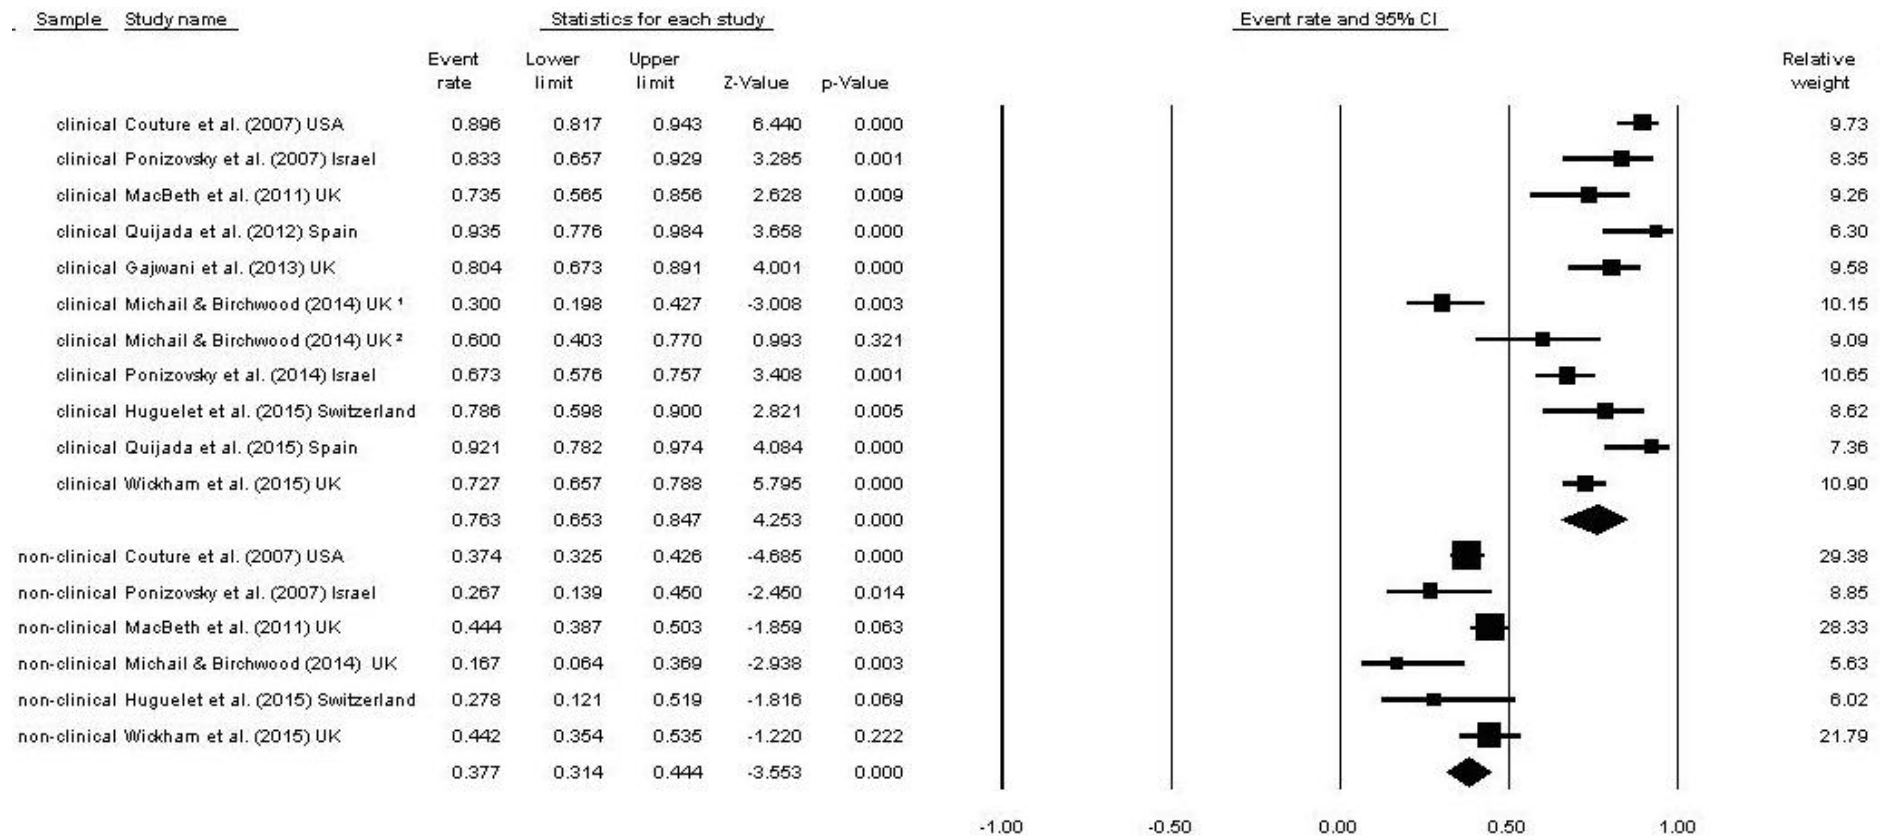 . Sample Study name Statistics for each study Event rate and 95% CI
Event Lower Upper Relative
rate limit limit Z-Value p-Value weight
clinical Couture et al. (2007) USA 0.896 0.817 0.943 6.440 0.000 9.73
clinical Ponizovsky et al. (2007) Israel 0.833 0.657 0.929 3.285 0.001 8.35
clinical MacBeth et al. (2011) UK 0.735 0.565 0.856 2.628 0.009 9.26
clinical Quijada et al. (2012) Spain 0.935 0.776 0.984 3.658 0.000 6.30
clinical Gajwani et al. (2013) UK 0.804 0.673 0.891 4.001 0.000 9.58
clinical Michail & Birchwood (2014) UK ¹ 0.300 0.198 0.427 -3.008 0.003 10.15
clinical Michail & Birchwood (2014) UK ² 0.600 0.403 0.770 0.993 0.321 9.09
clinical Ponizovsky et al. (2014) Israel 0.673 0.576 0.757 3.408 0.001 10.65
clinical Huguelet et al. (2015) Switzerland 0.786 0.598 0.900 2.821 0.005 8.62
clinical Quijada et al. (2015) Spain 0.921 0.782 0.974 4.084 0.000 7.36
clinical Wickham et al. (2015) UK 0.727 0.657 0.788 5.795 0.000 10.90
0.763 0.653 0.847 4.253 0.000
non-clinical Couture et al. (2007) USA 0.374 0.325 0.426 -4.685 0.000 29.38
non-clinical Ponizovsky et al. (2007) Israel 0.267 0.139 0.450 -2.450 0.014 8.85
non-clinical MacBeth et al. (2011) UK 0.444 0.387 0.503 -1.859 0.063 28.33
non-clinical Michail & Birchwood (2014) UK 0.167 0.064 0.369 -2.938 0.003 5.63
non-clinical Huguelet et al. (2015) Switzerland 0.278 0.121 0.519 -1.816 0.069 6.02
non-clinical Wickham et al. (2015) UK 0.442 0.354 0.535 -1.220 0.222 21.79
0.377 0.314 0.444 -3.553 0.000
-1.00 -0.50 0.00 0.50 1.00